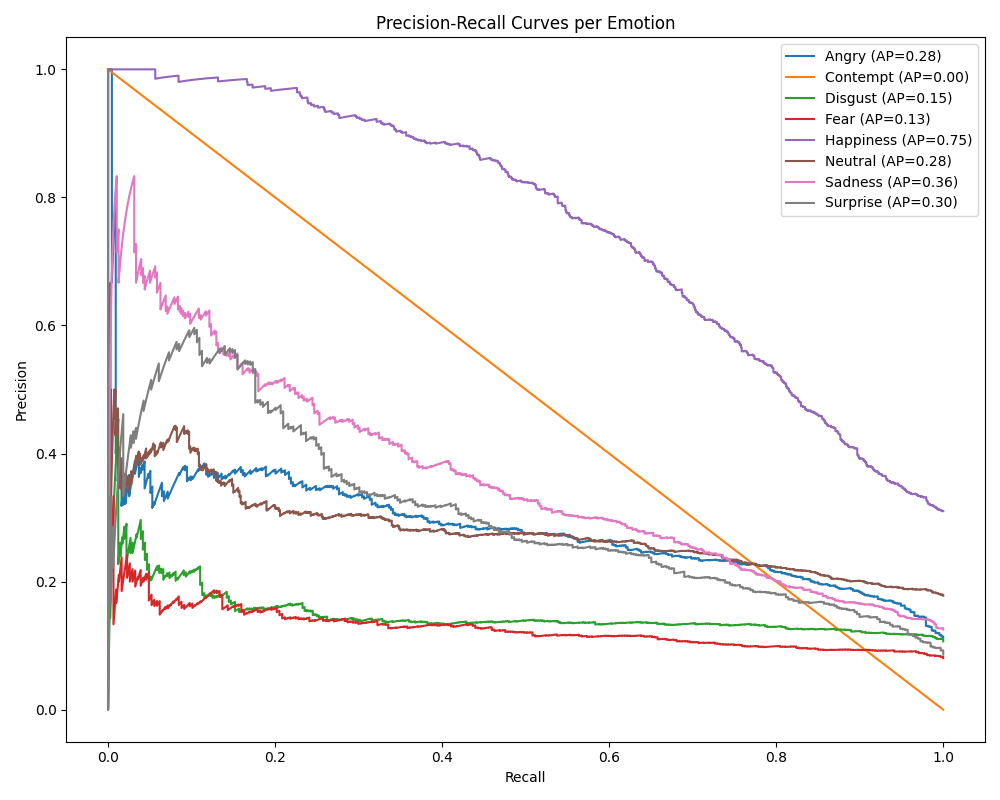 Precision-Recall Curves per Emotion
Angry (AP=0.28)
Contempt (AP=0.00)
Disgust (AP=0.15)
Fear (AP=0.13)
Happiness (AP=0.75)
Neutral (AP=0.28)
Sadness (AP=0.36)
Surprise (AP=0.30)
Precision
1.0
0.8
0.6
0.4
0.2
0.0
0.0 0.2 0.4 0.6 0.8 1.0
Recall